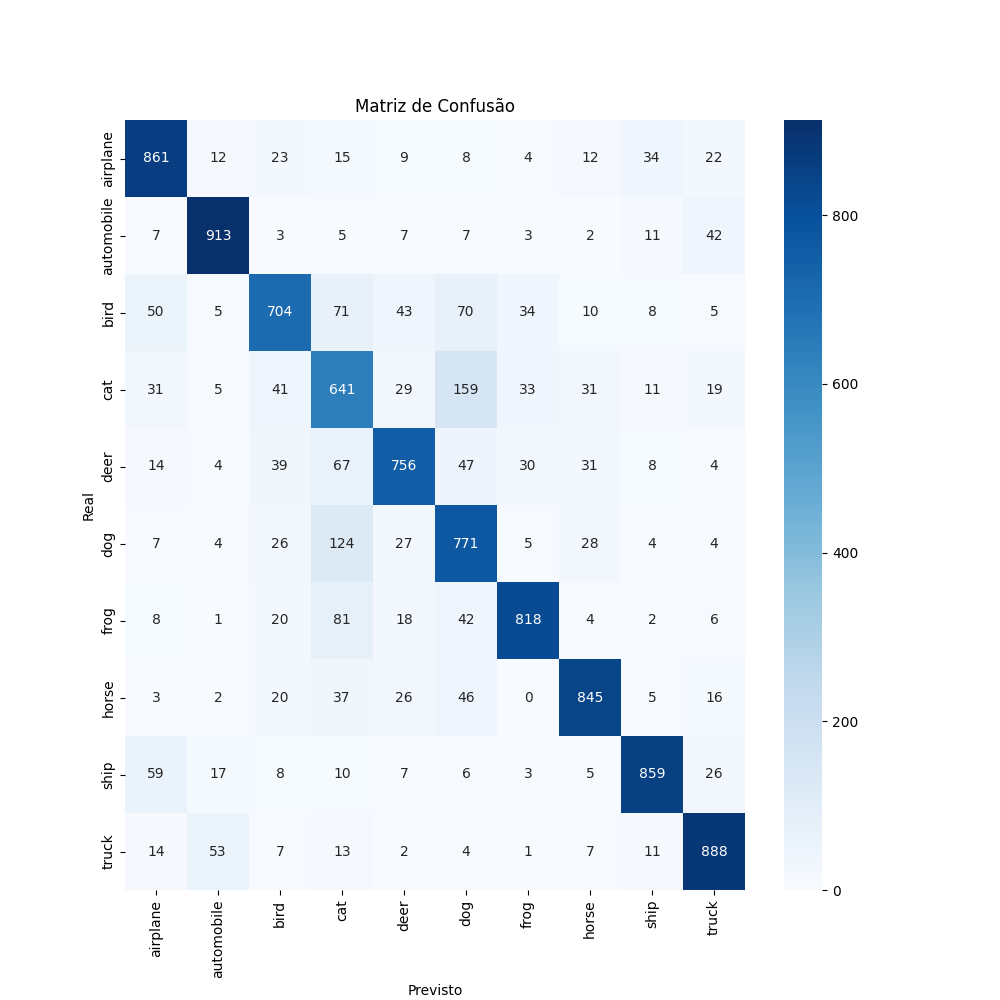 Matriz de Confusão
airplane 861 12 23 15 9 8 4 12 34 22
automobile 7 913 3 5 7 7 3 2 11 42
bird 50 5 704 71 43 70 34 10 8 5
cat 31 5 41 641 29 159 33 31 11 19
deer 14 4 39 67 756 47 30 31 8 4
Real
dog 7 4 26 124 27 771 5 28 4 4
frog 8 1 20 81 18 42 818 4 2 6
horse 3 2 20 37 26 46 0 845 5 16
ship 59 17 8 10 7 6 3 5 859 26
truck 14 53 7 13 2 4 1 7 11 888
airplane automobile bird cat deer dog frog horse ship truck
Previsto
800
600
400
200
0